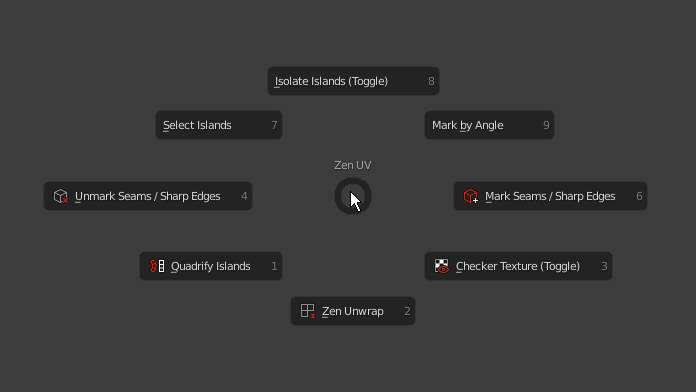 Isolate Islands (Toggle) 8
Select Islands 7
Mark by Angle 9
Zen UV
Unmark Seams / Sharp Edges 4
Mark Seams / Sharp Edges 6
Quadrify Islands 1
Checker Texture (Toggle) 3
Zen Unwrap 2